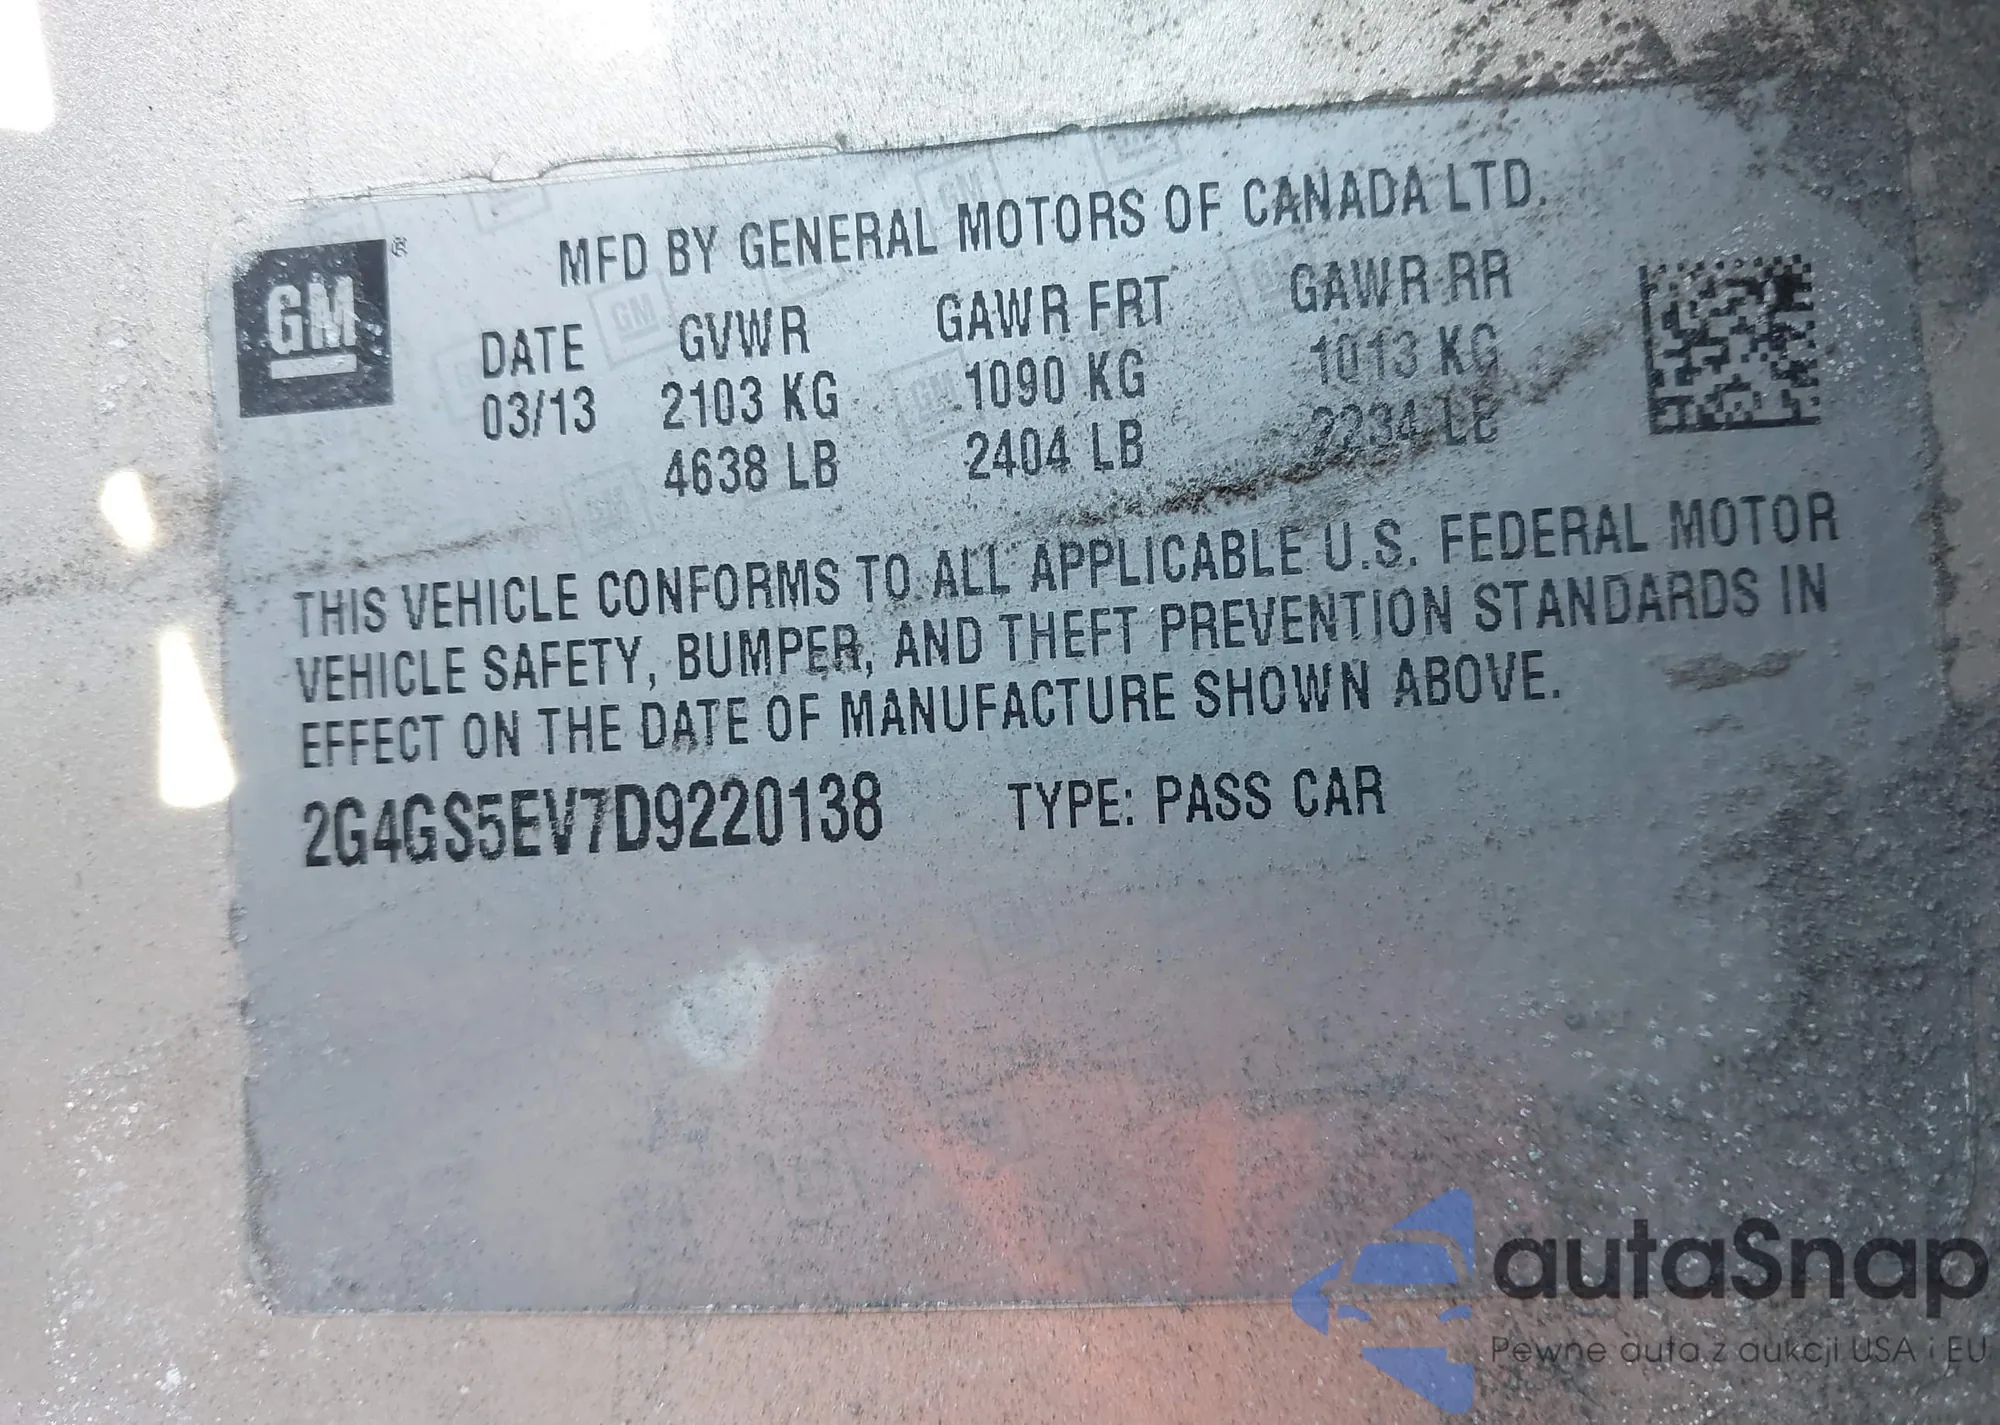 MFD BY GENERAL MOTORS OF CANADA LTD.
GM ®
DATE GVWR GAWR FRT GAWR RR
03/13 2103 KG 1090 KG 1013 KG
4638 LB 2404 LB 2234 LB
THIS VEHICLE CONFORMS TO ALL APPLICABLE U.S. FEDERAL MOTOR
VEHICLE SAFETY, BUMPER, AND THEFT PREVENTION STANDARDS IN
EFFECT ON THE DATE OF MANUFACTURE SHOWN ABOVE.
2G4GS5EV7D9220138 TYPE: PASS CAR
autaSnap
Pewne auta z aukcji USA i EU